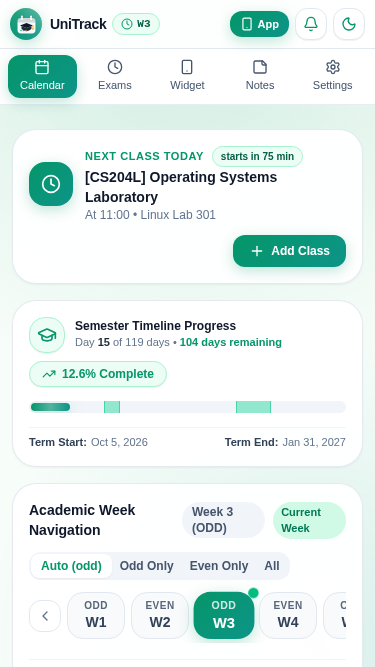 UniTrack
W3
App
Calendar
Exams
Widget
Notes
Settings
NEXT CLASS TODAY
starts in 75 min
[CS204L] Operating Systems
Laboratory
At 11:00 • Linux Lab 301
Add Class
Semester Timeline Progress
Day 15 of 119 days • 104 days remaining
12.6% Complete
Term Start: Oct 5, 2026
Term End: Jan 31, 2027
Academic Week
Navigation
Week 3
(ODD)
Current
Week
Auto (odd)
Odd Only
Even Only
All
ODD
W1
EVEN
W2
ODD
W3
EVEN
W4